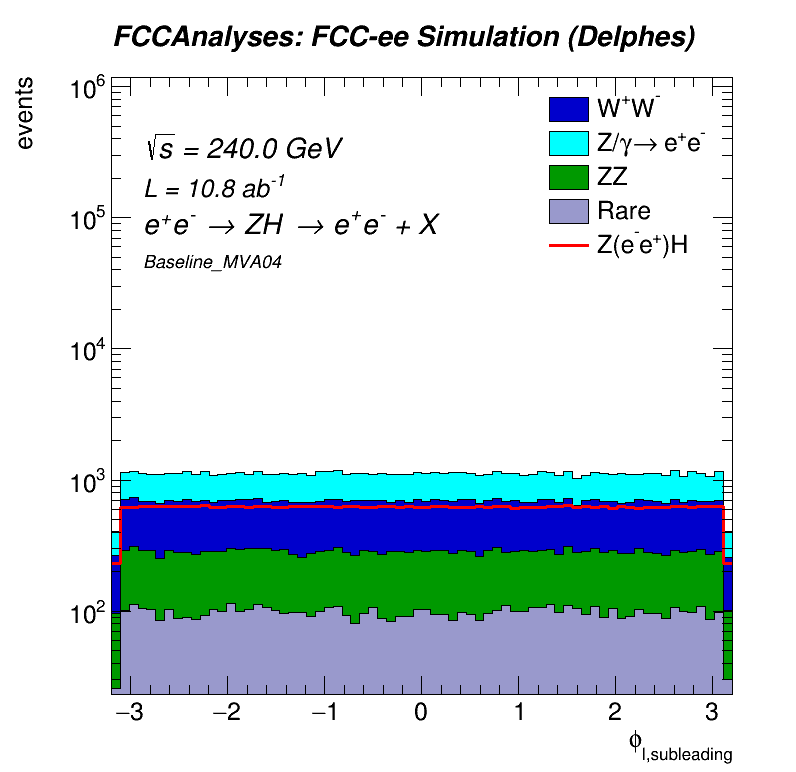 FCCAnalyses: FCC-ee Simulation (Delphes)
events
√s = 240.0 GeV
L = 10.8 ab⁻¹
e⁺e⁻ → ZH → e⁺e⁻ + X
Baseline_MVA04
W⁺W⁻
Z/γ→ e⁺e⁻
ZZ
Rare
Z(e⁻e⁺)H
10⁶
10⁵
10⁴
10³
10²
−3 −2 −1 0 1 2 3
ϕl,subleading